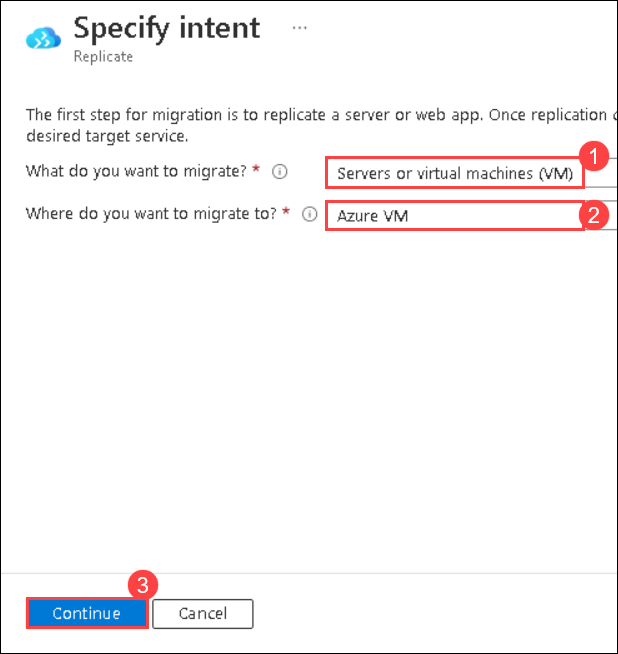 Specify intent ...
Replicate
The first step for migration is to replicate a server or web app. Once replication
desired target service.
What do you want to migrate? *
Servers or virtual machines (VM)
1
Where do you want to migrate to? *
Azure VM
2
3
Continue
Cancel